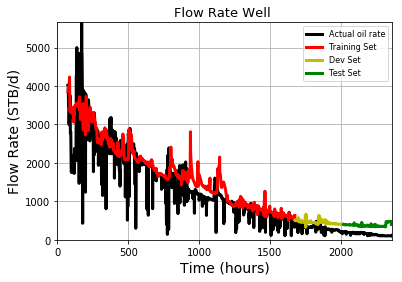 Flow Rate Well
Actual oil rate
Training Set
Dev Set
Test Set
Flow Rate (STB/d)
5000
4000
3000
2000
1000
0
0 500 1000 1500 2000
Time (hours)